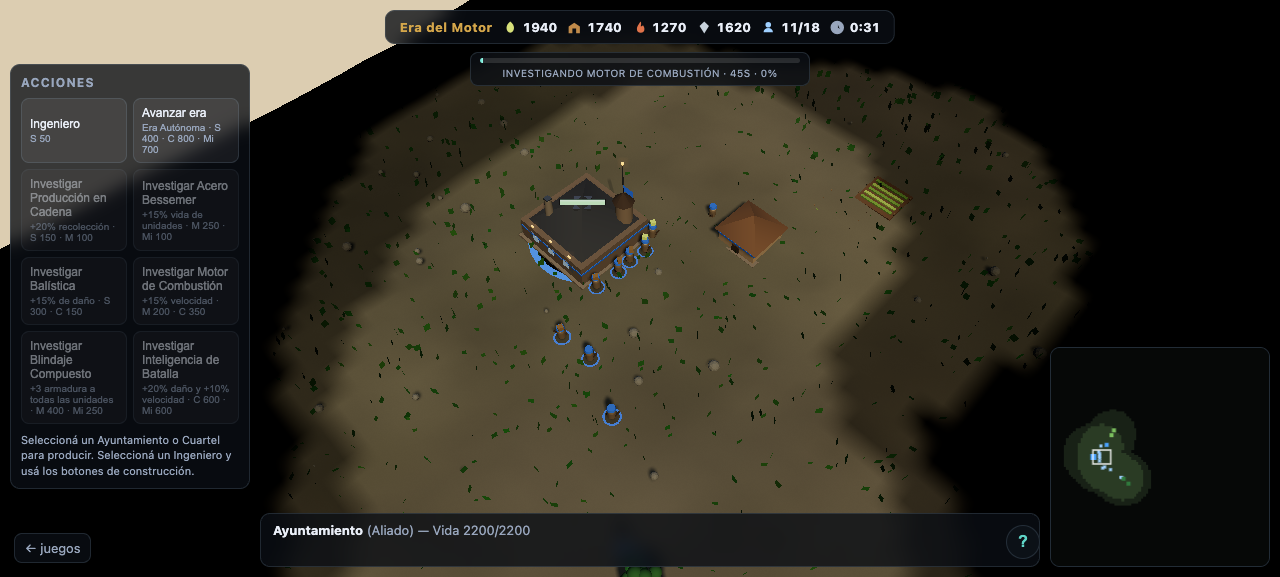 Era del Motor 1940 1740 1270 1620 11/18 0:31
INVESTIGANDO MOTOR DE COMBUSTIÓN · 45S · 0%
ACCIONES
Ingeniero
S 50
Avanzar era
Era Autónoma · S
400 · C 800 · Mi
700
Investigar
Producción en
Cadena
+20% recolección ·
S 150 · M 100
Investigar Acero
Bessemer
+15% vida de
unidades · M 250 ·
Mi 100
Investigar
Balística
+15% de daño · S
300 · C 150
Investigar Motor
de Combustión
+15% velocidad ·
M 200 · C 350
Investigar
Blindaje
Compuesto
+3 armadura a
todas las unidades
· M 400 · Mi 250
Investigar
Inteligencia de
Batalla
+20% daño y +10%
velocidad · C 600 ·
Mi 600
Seleccioná un Ayuntamiento o Cuartel
para producir. Seleccioná un Ingeniero y
usá los botones de construcción.
← juegos
Ayuntamiento (Aliado) — Vida 2200/2200
?